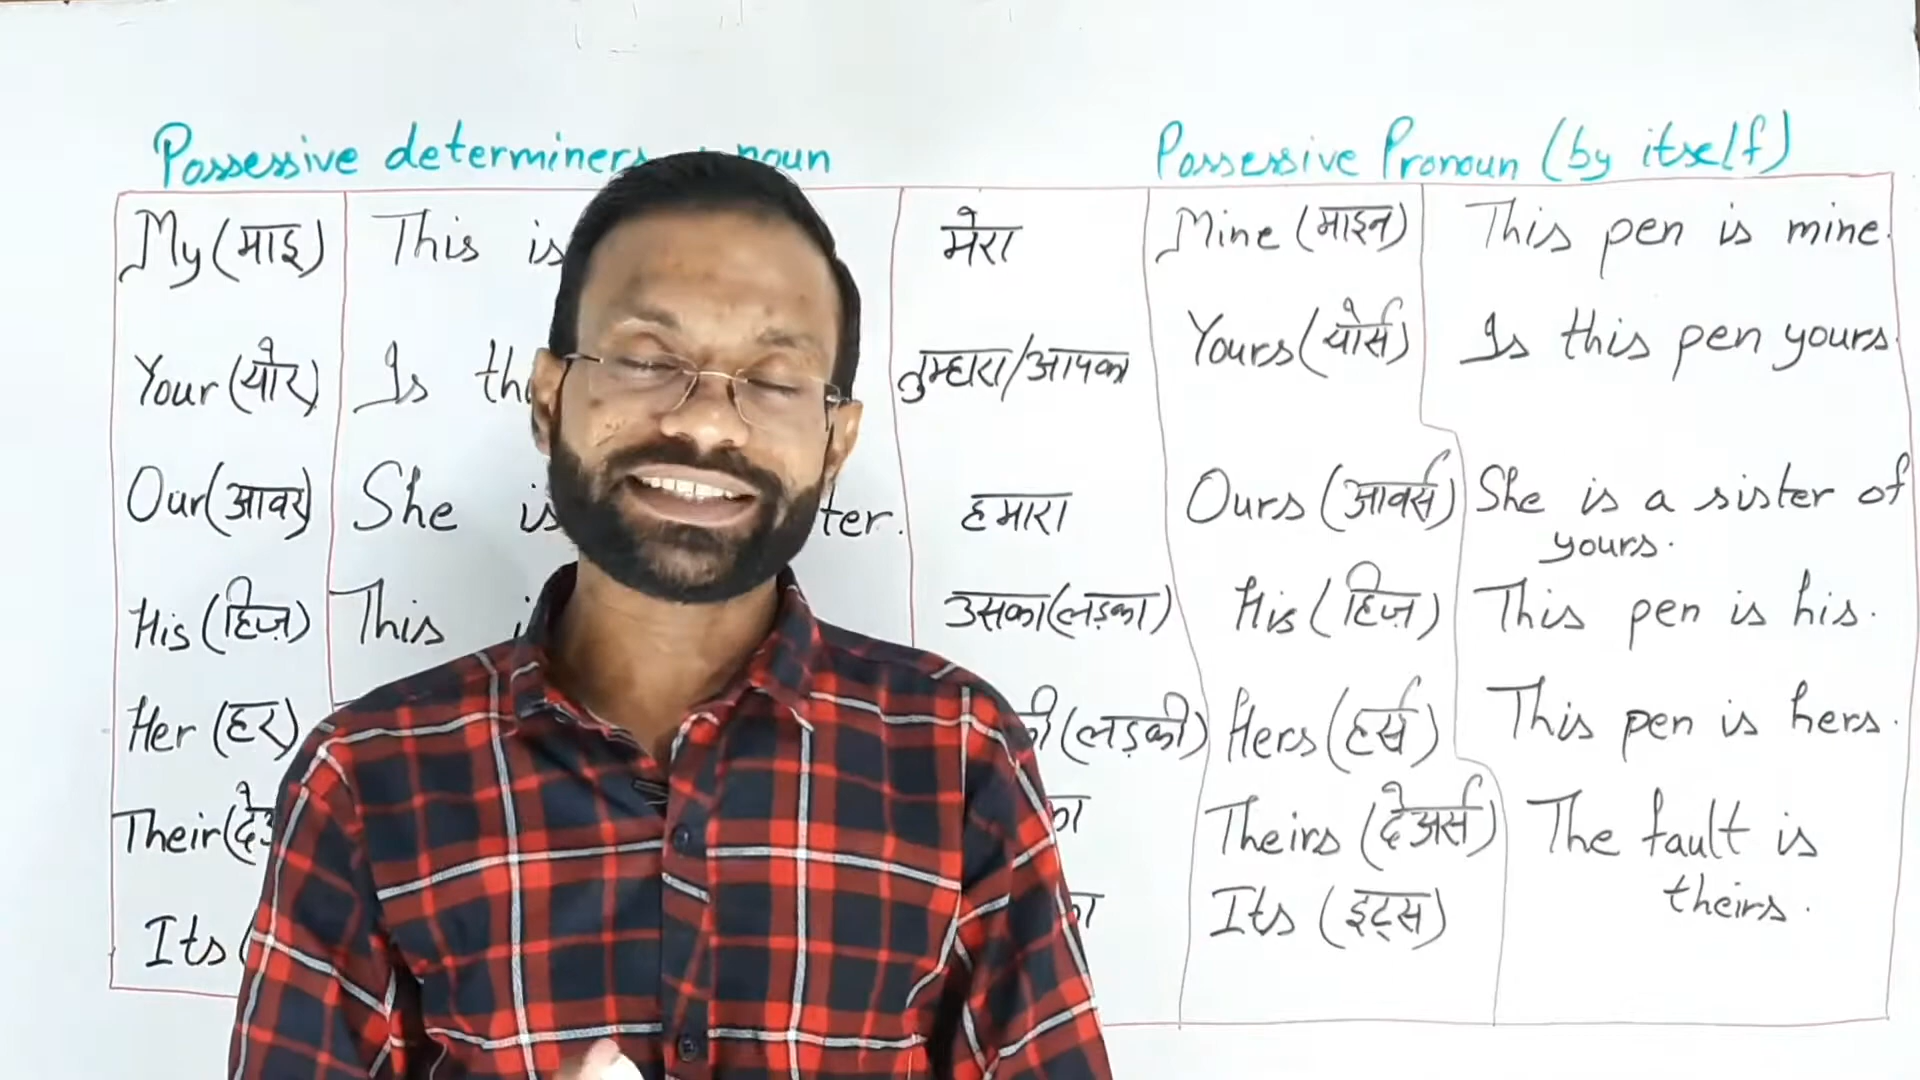 Possessive determiners + noun
Possessive Pronoun (by itself)
My (माइ) This is मेरा Mine (माइन) This pen is mine.
Your (योर) Is तुम्हारा/आपका Yours (योर्स) Is this pen yours.
Our (आवर) She is हमारा Ours (आवर्स) She is a sister of
yours.
His (हिज़) This उसका (लड़का) His (हिज़) This pen is his.
Her (हर) (लड़की) Hers (हर्स) This pen is hers.
Their Theirs (देअर्स) The fault is
theirs.
Its Its (इट्स)